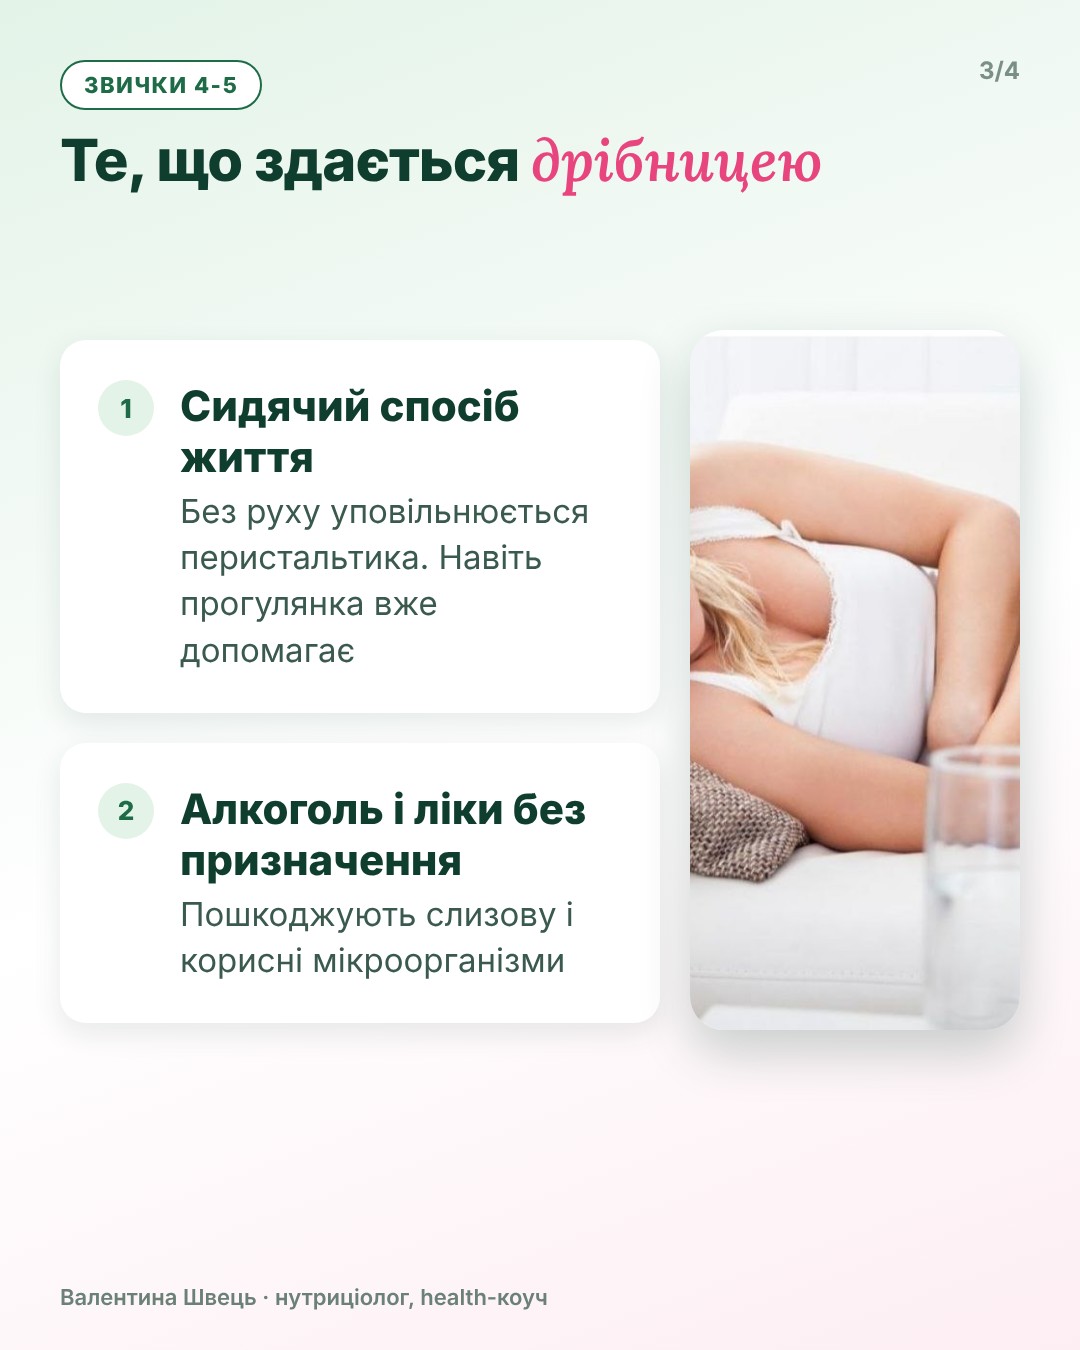 ЗВИЧКИ 4-5
3/4
Те, що здається дрібницею
1
Сидячий спосіб
життя
Без руху уповільнюється
перистальтика. Навіть
прогулянка вже
допомагає
2
Алкоголь і ліки без
призначення
Пошкоджують слизову і
корисні мікроорганізми
Валентина Швець · нутриціолог, health-коуч